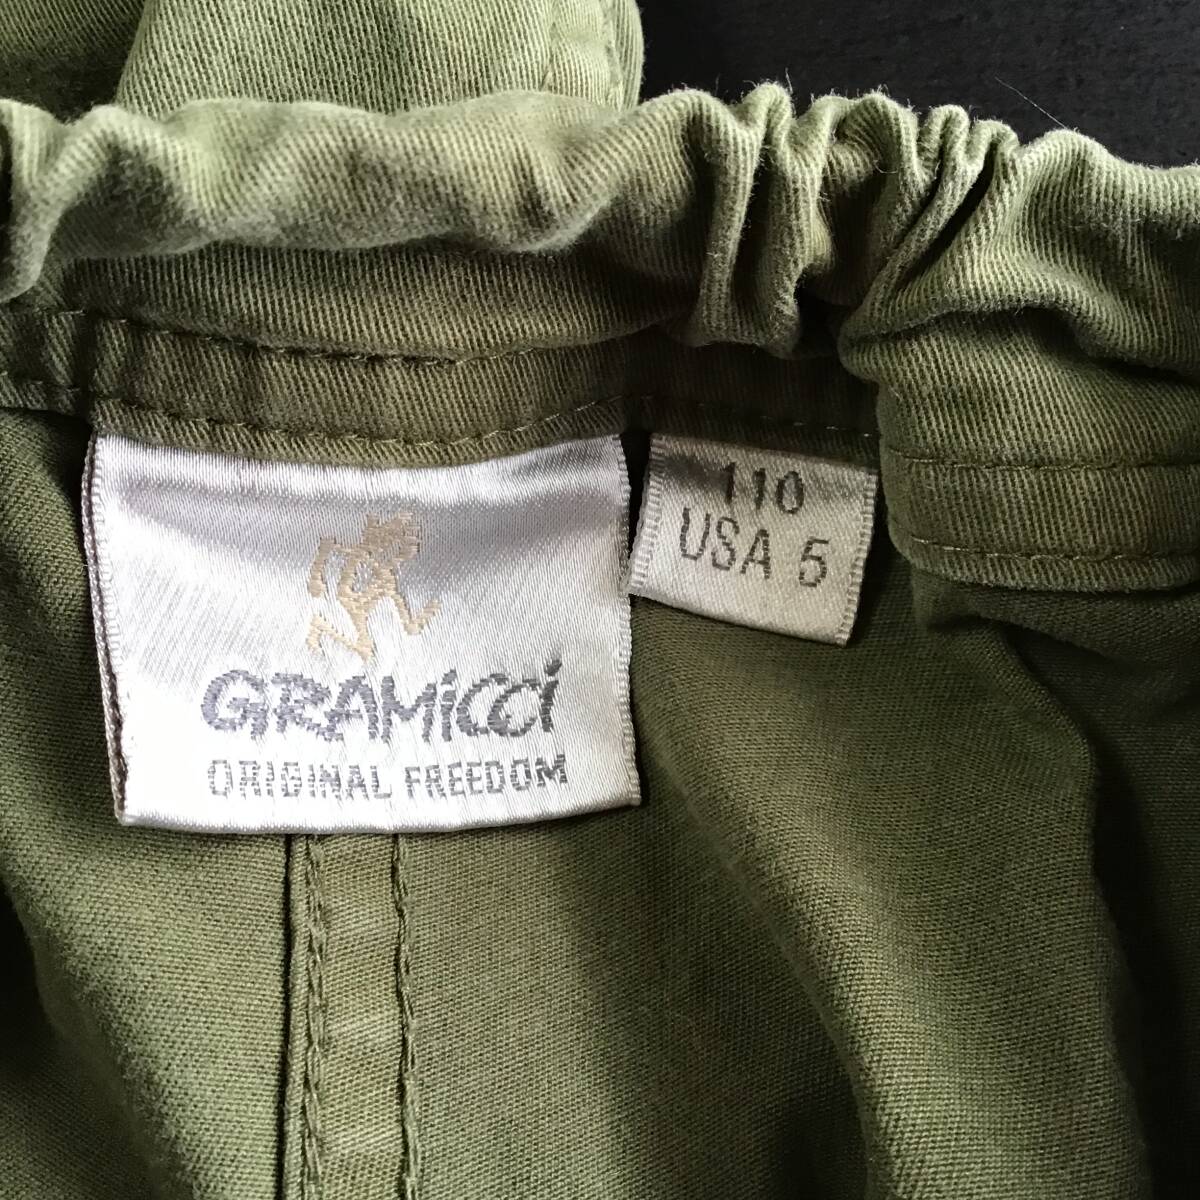 GRAMiCCi
ORIGINAL FREEDOM
110
USA 5